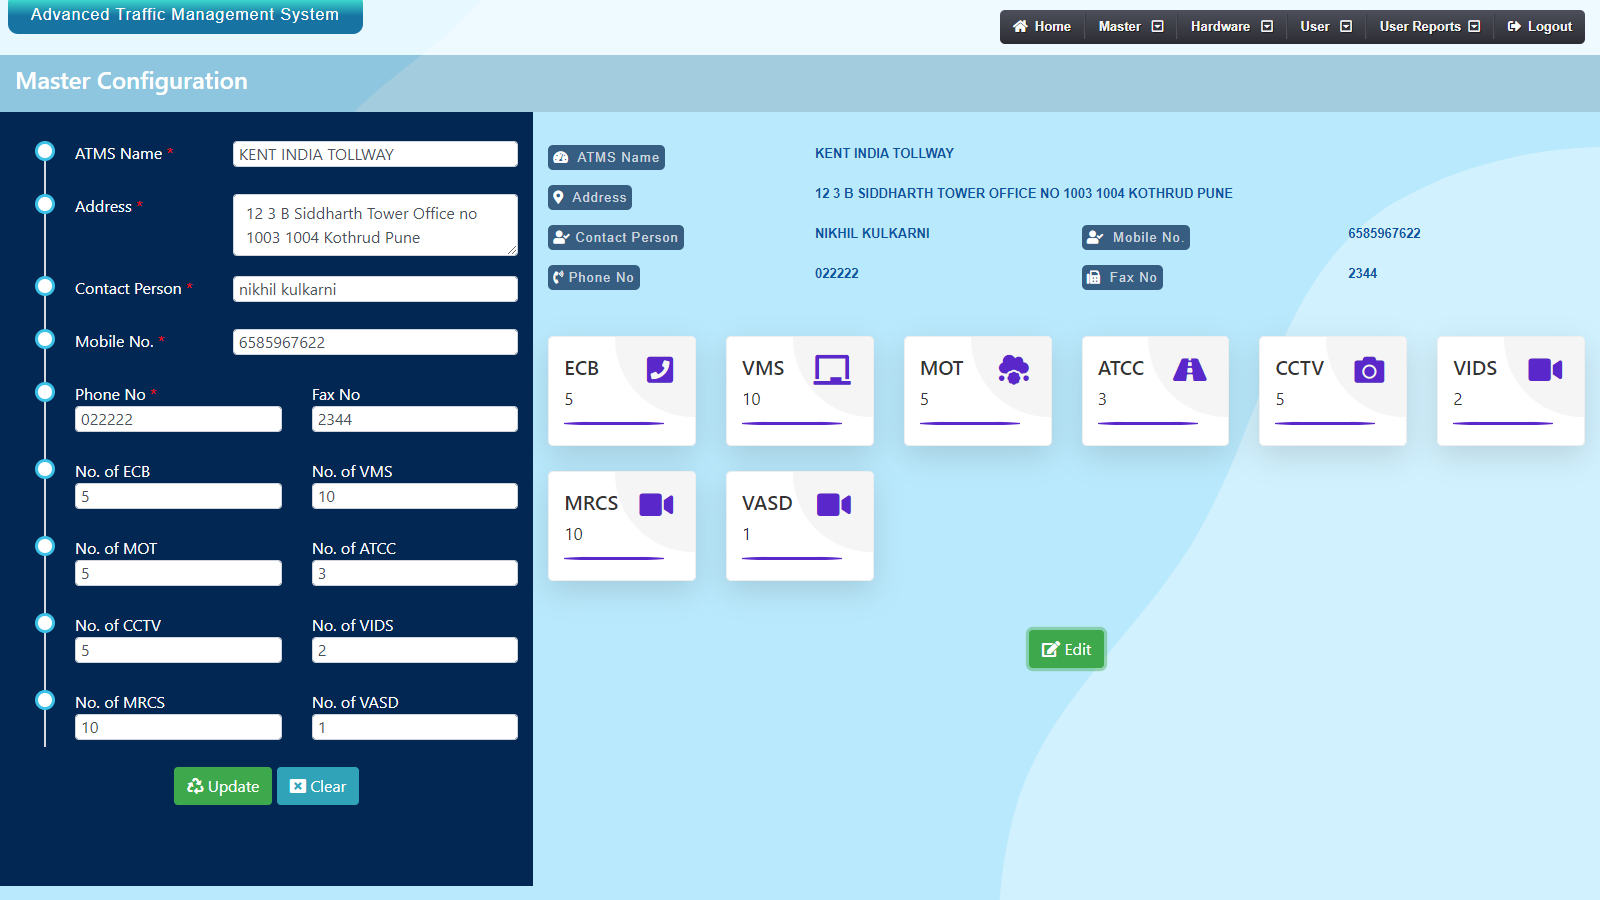 Advanced Traffic Management System
Home Master Hardware User User Reports Logout
Master Configuration
ATMS Name * KENT INDIA TOLLWAY
Address * 12 3 B Siddharth Tower Office no
1003 1004 Kothrud Pune
Contact Person * nikhil kulkarni
Mobile No. * 6585967622
Phone No * Fax No
022222 2344
No. of ECB No. of VMS
5 10
No. of MOT No. of ATCC
5 3
No. of CCTV No. of VIDS
5 2
No. of MRCS No. of VASD
10 1
Update Clear
ATMS Name KENT INDIA TOLLWAY
Address 12 3 B SIDDHARTH TOWER OFFICE NO 1003 1004 KOTHRUD PUNE
Contact Person NIKHIL KULKARNI Mobile No. 6585967622
Phone No 022222 Fax No 2344
ECB VMS MOT ATCC CCTV VIDS
5 10 5 3 5 2
MRCS VASD
10 1
Edit